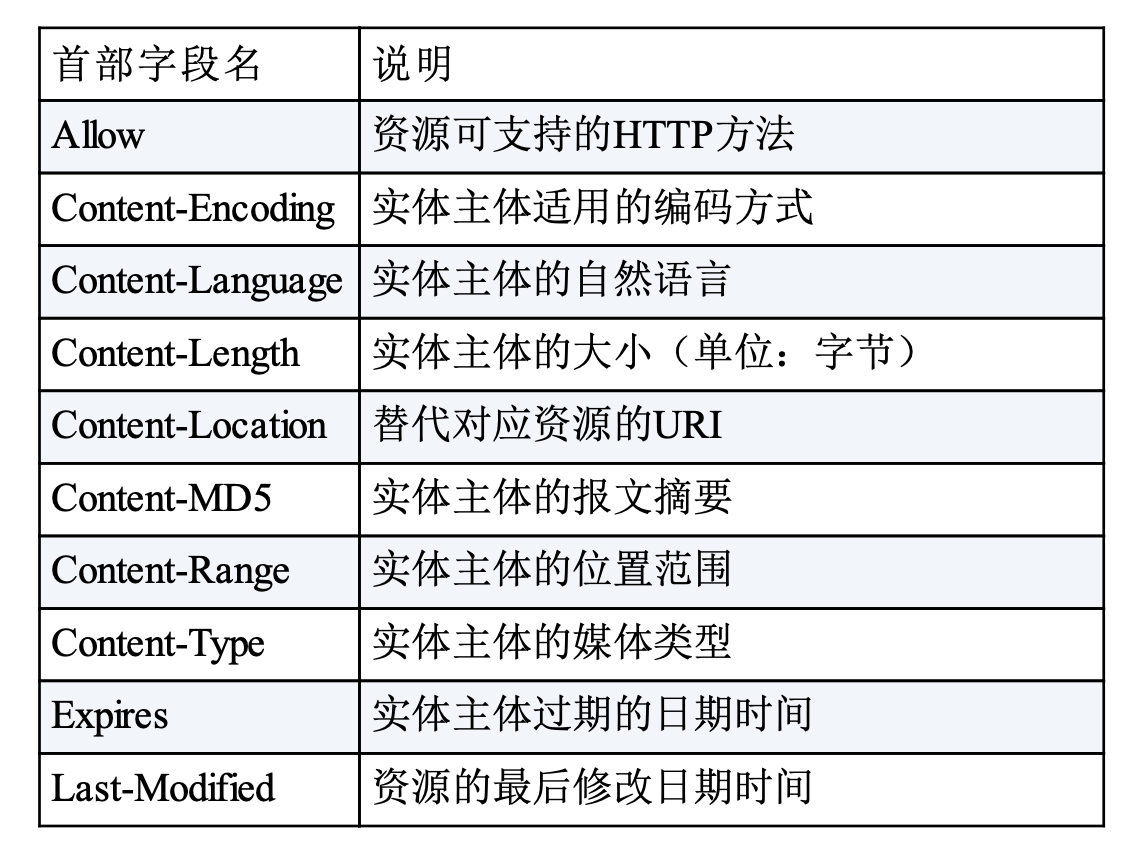 首部字段名 说明
Allow 资源可支持的HTTP方法
Content-Encoding 实体主体适用的编码方式
Content-Language 实体主体的自然语言
Content-Length 实体主体的大小（单位：字节）
Content-Location 替代对应资源的URI
Content-MD5 实体主体的报文摘要
Content-Range 实体主体的位置范围
Content-Type 实体主体的媒体类型
Expires 实体主体过期的日期时间
Last-Modified 资源的最后修改日期时间